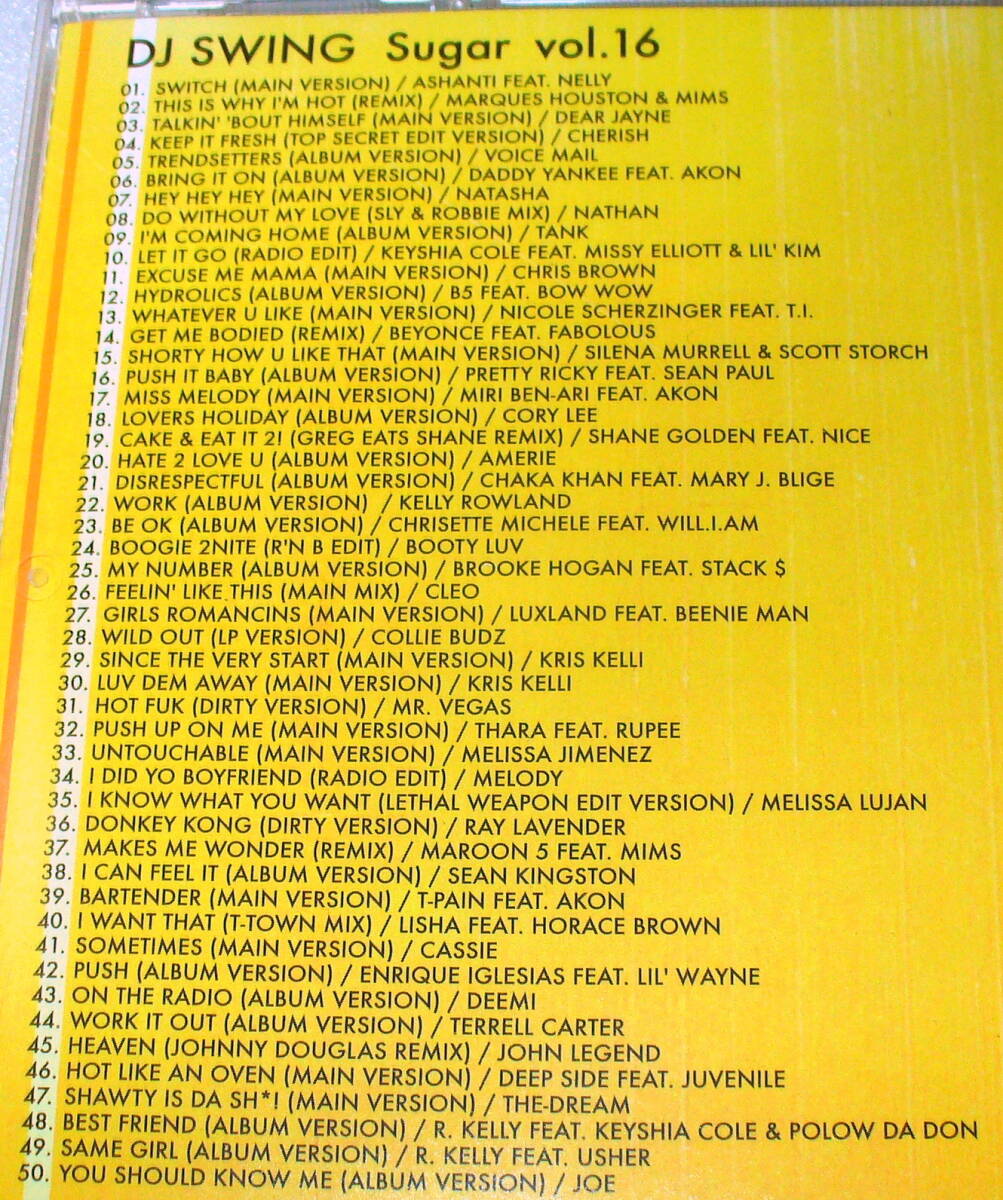 DJ SWING Sugar vol.16
01. SWITCH (MAIN VERSION) / ASHANTI FEAT. NELLY
02. THIS IS WHY I'M HOT (REMIX) / MARQUES HOUSTON & MIMS
03. TALKIN' 'BOUT HIMSELF (MAIN VERSION) / DEAR JAYNE
04. KEEP IT FRESH (TOP SECRET EDIT VERSION) / CHERISH
05. TRENDSETTERS (ALBUM VERSION) / VOICE MAIL
06. BRING IT ON (ALBUM VERSION) / DADDY YANKEE FEAT. AKON
07. HEY HEY HEY (MAIN VERSION) / NATASHA
08. DO WITHOUT MY LOVE (SLY & ROBBIE MIX) / NATHAN
09. I'M COMING HOME (ALBUM VERSION) / TANK
10. LET IT GO (RADIO EDIT) / KEYSHIA COLE FEAT. MISSY ELLIOTT & LIL' KIM
11. EXCUSE ME MAMA (MAIN VERSION) / CHRIS BROWN
12. HYDROLICS (ALBUM VERSION) / B5 FEAT. BOW WOW
13. WHATEVER U LIKE (MAIN VERSION) / NICOLE SCHERZINGER FEAT. T.I.
14. GET ME BODIED (REMIX) / BEYONCE FEAT. FABOLOUS
15. SHORTY HOW U LIKE THAT (MAIN VERSION) / SILENA MURRELL & SCOTT STORCH
16. PUSH IT BABY (ALBUM VERSION) / PRETTY RICKY FEAT. SEAN PAUL
17. MISS MELODY (MAIN VERSION) / MIRI BEN-ARI FEAT. AKON
18. LOVERS HOLIDAY (ALBUM VERSION) / CORY LEE
19. CAKE & EAT IT 2! (GREG EATS SHANE REMIX) / SHANE GOLDEN FEAT. NICE
20. HATE 2 LOVE U (ALBUM VERSION) / AMERIE
21. DISRESPECTFUL (ALBUM VERSION) / CHAKA KHAN FEAT. MARY J. BLIGE
22. WORK (ALBUM VERSION) / KELLY ROWLAND
23. BE OK (ALBUM VERSION) / CHRISETTE MICHELE FEAT. WILL.I.AM
24. BOOGIE 2NITE (R'N B EDIT) / BOOTY LUV
25. MY NUMBER (ALBUM VERSION) / BROOKE HOGAN FEAT. STACK $
26. FEELIN' LIKE THIS (MAIN MIX) / CLEO
27. GIRLS ROMANCINS (MAIN VERSION) / LUXLAND FEAT. BEENIE MAN
28. WILD OUT (LP VERSION) / COLLIE BUDZ
29. SINCE THE VERY START (MAIN VERSION) / KRIS KELLI
30. LUV DEM AWAY (MAIN VERSION) / KRIS KELLI
31. HOT FUK (DIRTY VERSION) / MR. VEGAS
32. PUSH UP ON ME (MAIN VERSION) / THARA FEAT. RUPEE
33. UNTOUCHABLE (MAIN VERSION) / MELISSA JIMENEZ
34. I DID YO BOYFRIEND (RADIO EDIT) / MELODY
35. I KNOW WHAT YOU WANT (LETHAL WEAPON EDIT VERSION) / MELISSA LUJAN
36. DONKEY KONG (DIRTY VERSION) / RAY LAVENDER
37. MAKES ME WONDER (REMIX) / MAROON 5 FEAT. MIMS
38. I CAN FEEL IT (ALBUM VERSION) / SEAN KINGSTON
39. BARTENDER (MAIN VERSION) / T-PAIN FEAT. AKON
40. I WANT THAT (T-TOWN MIX) / LISHA FEAT. HORACE BROWN
41. SOMETIMES (MAIN VERSION) / CASSIE
42. PUSH (ALBUM VERSION) / ENRIQUE IGLESIAS FEAT. LIL' WAYNE
43. ON THE RADIO (ALBUM VERSION) / DEEMI
44. WORK IT OUT (ALBUM VERSION) / TERRELL CARTER
45. HEAVEN (JOHNNY DOUGLAS REMIX) / JOHN LEGEND
46. HOT LIKE AN OVEN (MAIN VERSION) / DEEP SIDE FEAT. JUVENILE
47. SHAWTY IS DA SH*! (MAIN VERSION) / THE-DREAM
48. BEST FRIEND (ALBUM VERSION) / R. KELLY FEAT. KEYSHIA COLE & POLOW DA DON
49. SAME GIRL (ALBUM VERSION) / R. KELLY FEAT. USHER
50. YOU SHOULD KNOW ME (ALBUM VERSION) / JOE